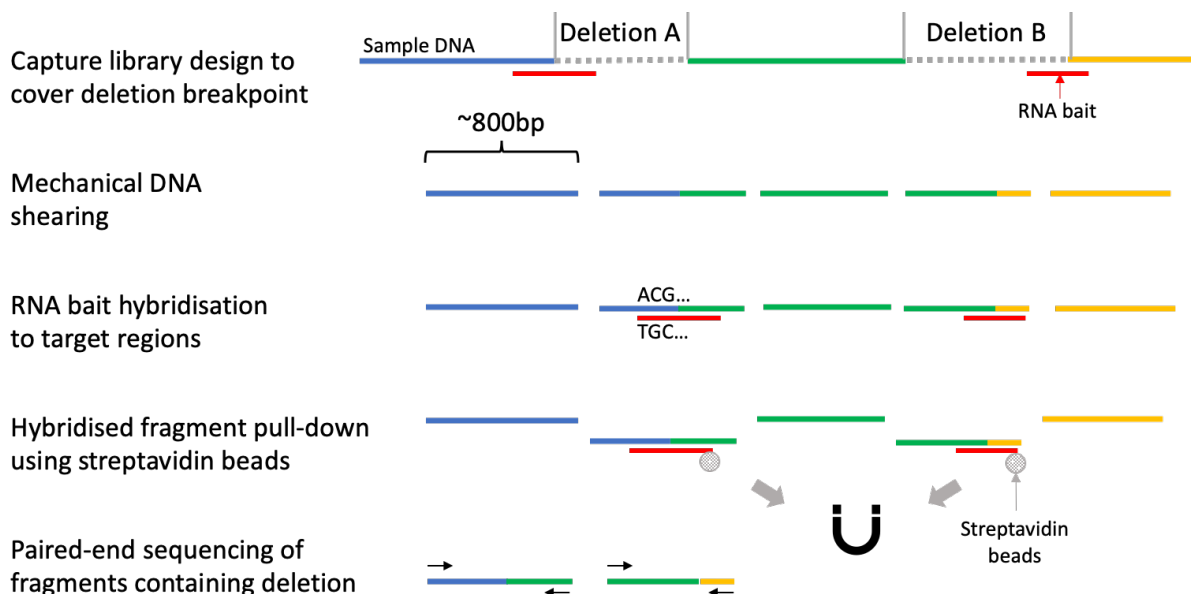 Capture library design to
cover deletion breakpoint
Sample DNA
Deletion A
Deletion B
RNA bait
~800bp
Mechanical DNA
shearing
RNA bait hybridisation
to target regions
ACG...
TGC...
Hybridised fragment pull-down
using streptavidin beads
Streptavidin
beads
Paired-end sequencing of
fragments containing deletion